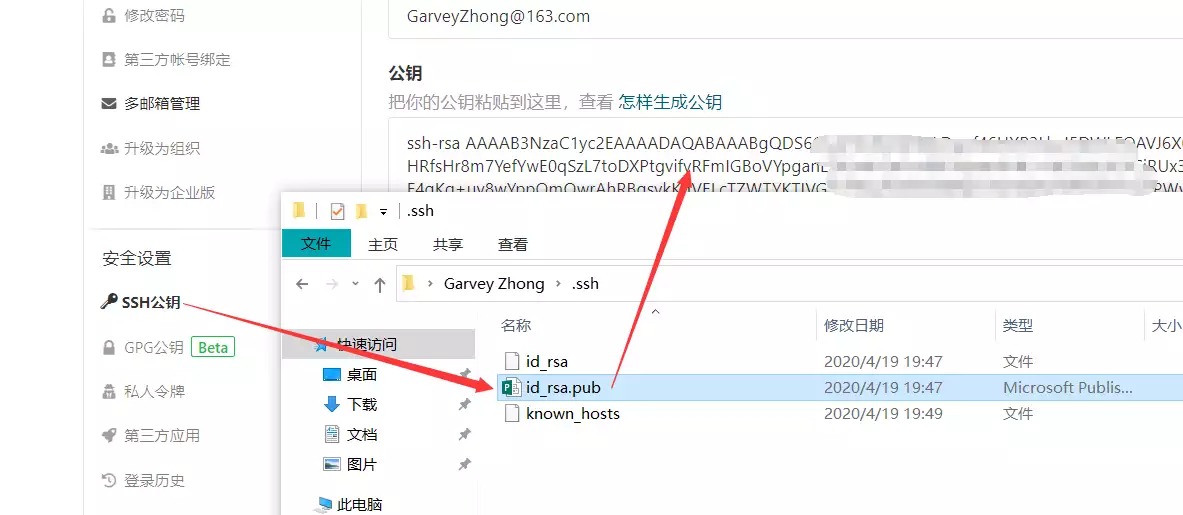 修改密码
第三方帐号绑定
多邮箱管理
升级为组织
升级为企业版
安全设置
SSH公钥
GPG公钥 Beta
私人令牌
第三方应用
登录历史
GarveyZhong@163.com
公钥
把你的公钥粘贴到这里，查看 怎样生成公钥
ssh-rsa AAAAB3NzaC1yc2EAAAADAQABAAABgQDS6
HRfsHr8m7YefYwE0qSzL7toDXPtgvifyRFmIGBoVYpganE
.ssh
文件 主页 共享 查看
Garvey Zhong .ssh
名称 修改日期 类型 大小
快速访问
桌面
下载
文档
图片
此电脑
id_rsa 2020/4/19 19:47 文件
id_rsa.pub 2020/4/19 19:47 Microsoft Publis...
known_hosts 2020/4/19 19:49 文件